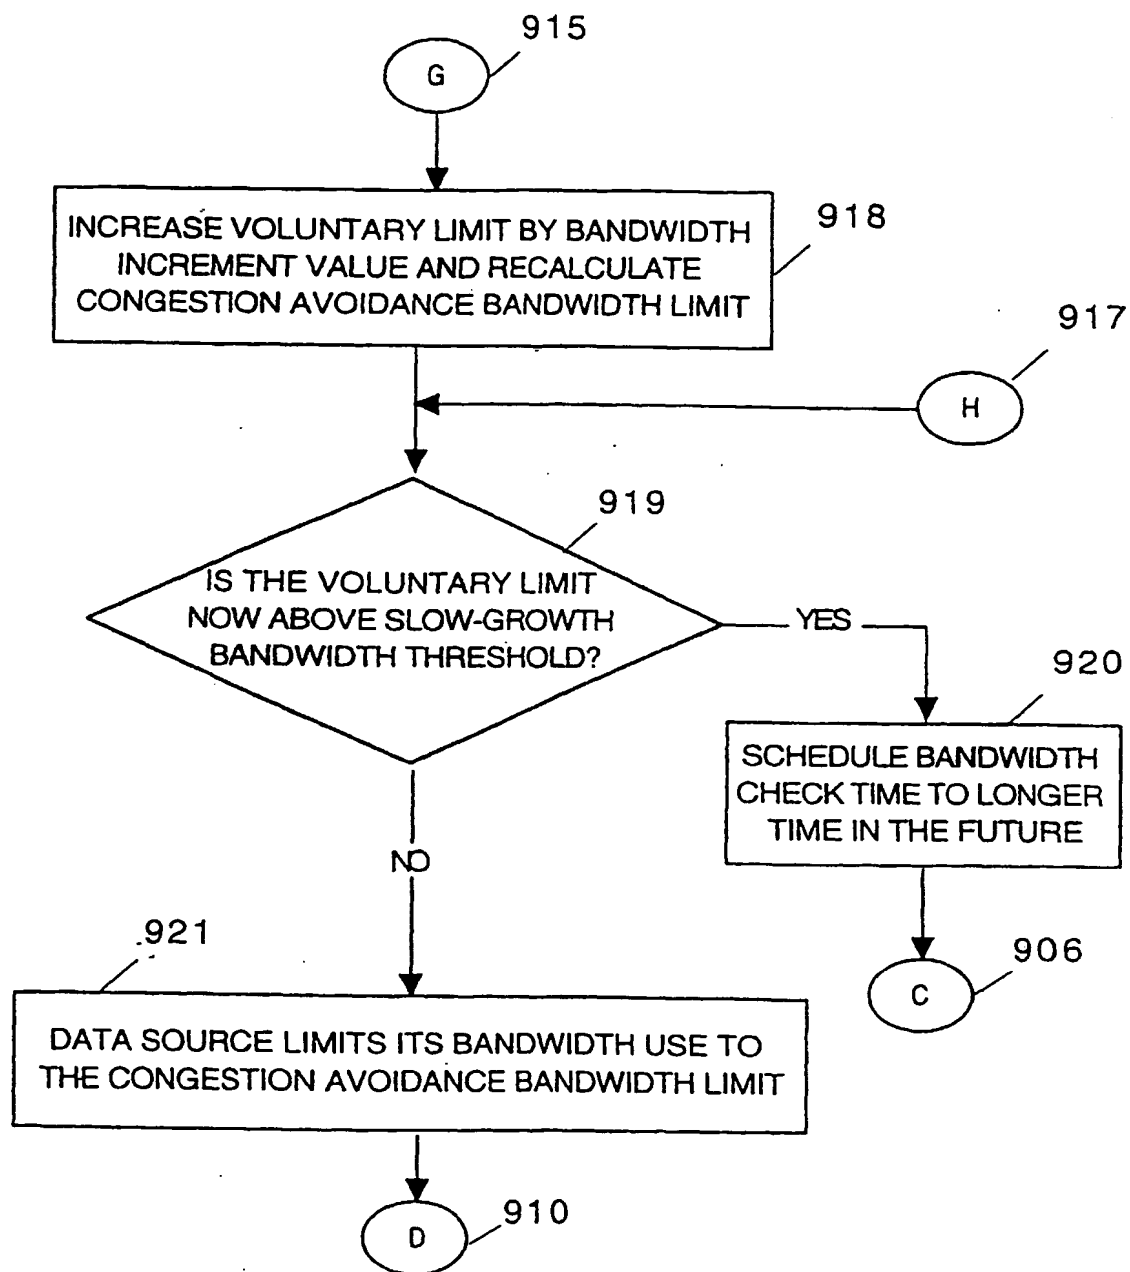 915
G
INCREASE VOLUNTARY LIMIT BY BANDWIDTH
INCREMENT VALUE AND RECALCULATE
CONGESTION AVOIDANCE BANDWIDTH LIMIT
918
917
H
919
IS THE VOLUNTARY LIMIT
NOW ABOVE SLOW-GROWTH
BANDWIDTH THRESHOLD?
YES
920
SCHEDULE BANDWIDTH
CHECK TIME TO LONGER
TIME IN THE FUTURE
NO
921
906
C
DATA SOURCE LIMITS ITS BANDWIDTH USE TO
THE CONGESTION AVOIDANCE BANDWIDTH LIMIT
910
D